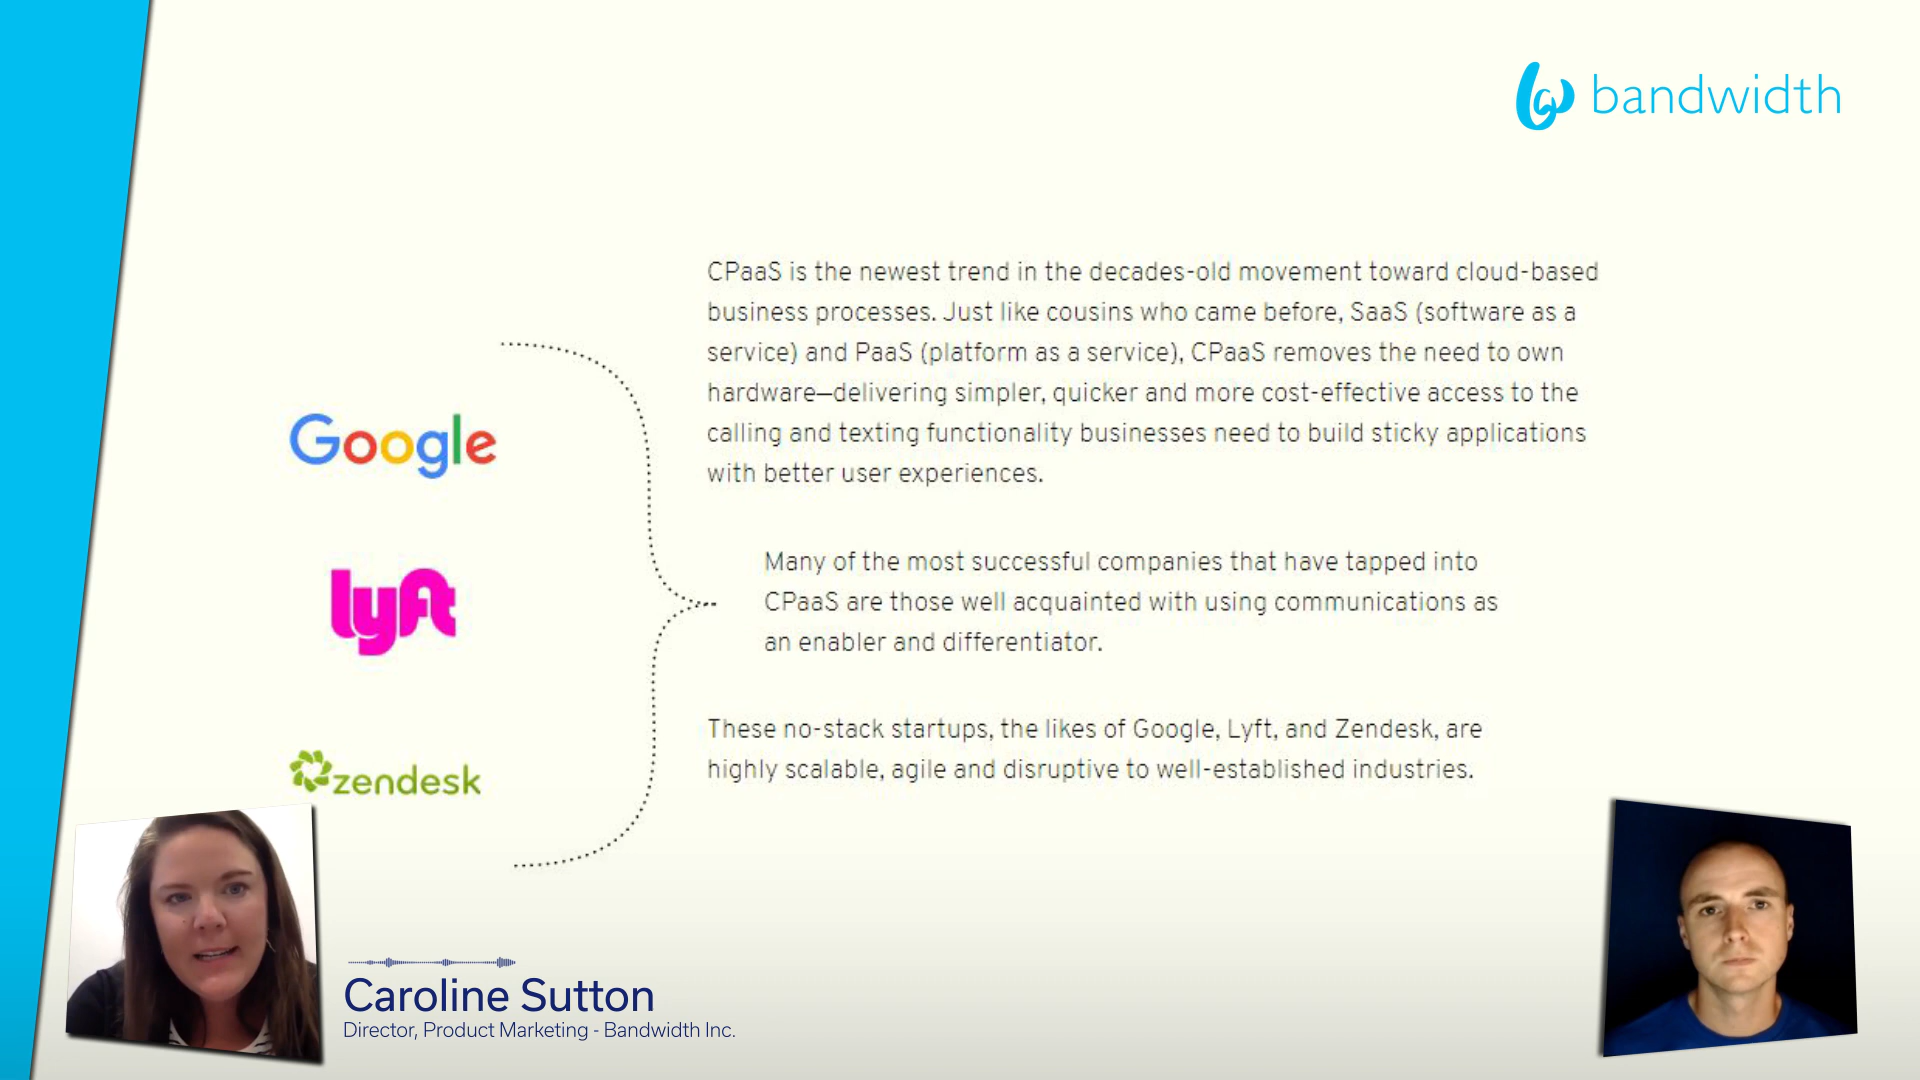 bandwidth
CPaaS is the newest trend in the decades-old movement toward cloud-based
business processes. Just like cousins who came before, SaaS (software as a
service) and PaaS (platform as a service), CPaaS removes the need to own
hardware—delivering simpler, quicker and more cost-effective access to the
calling and texting functionality businesses need to build sticky applications
with better user experiences.
Google
lyft
zendesk
Many of the most successful companies that have tapped into
CPaaS are those well acquainted with using communications as
an enabler and differentiator.
These no-stack startups, the likes of Google, Lyft, and Zendesk, are
highly scalable, agile and disruptive to well-established industries.
Caroline Sutton
Director, Product Marketing - Bandwidth Inc.